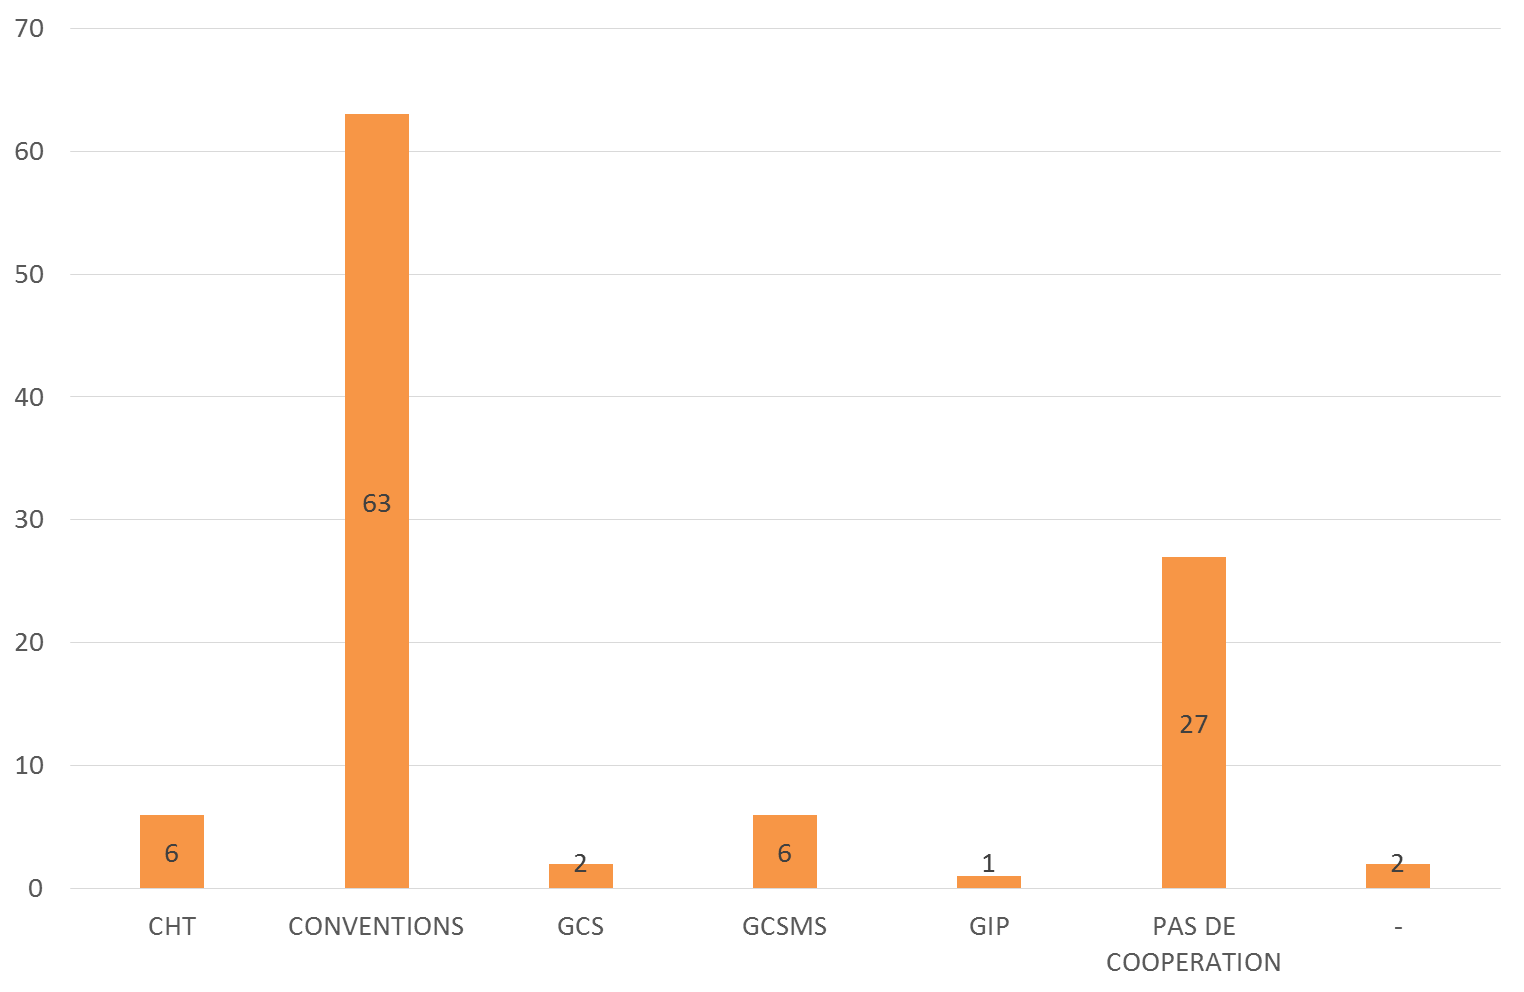 70
60
50
40
30
20
10
0
6
63
2
6
1
27
2
CHT
CONVENTIONS
GCS
GCSMS
GIP
PAS DE
COOPERATION
-